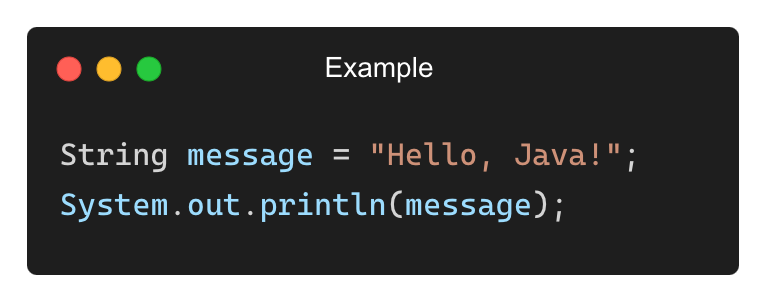 Example
String message = "Hello, Java!";
System.out.println(message);